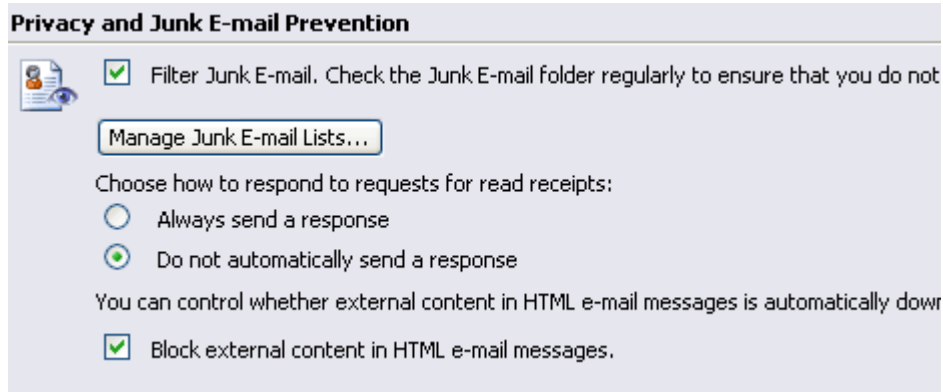 Privacy and Junk E-mail Prevention
Filter Junk E-mail. Check the Junk E-mail folder regularly to ensure that you do not
Manage Junk E-mail Lists...
Choose how to respond to requests for read receipts:
Always send a response
Do not automatically send a response
You can control whether external content in HTML e-mail messages is automatically
Block external content in HTML e-mail messages.